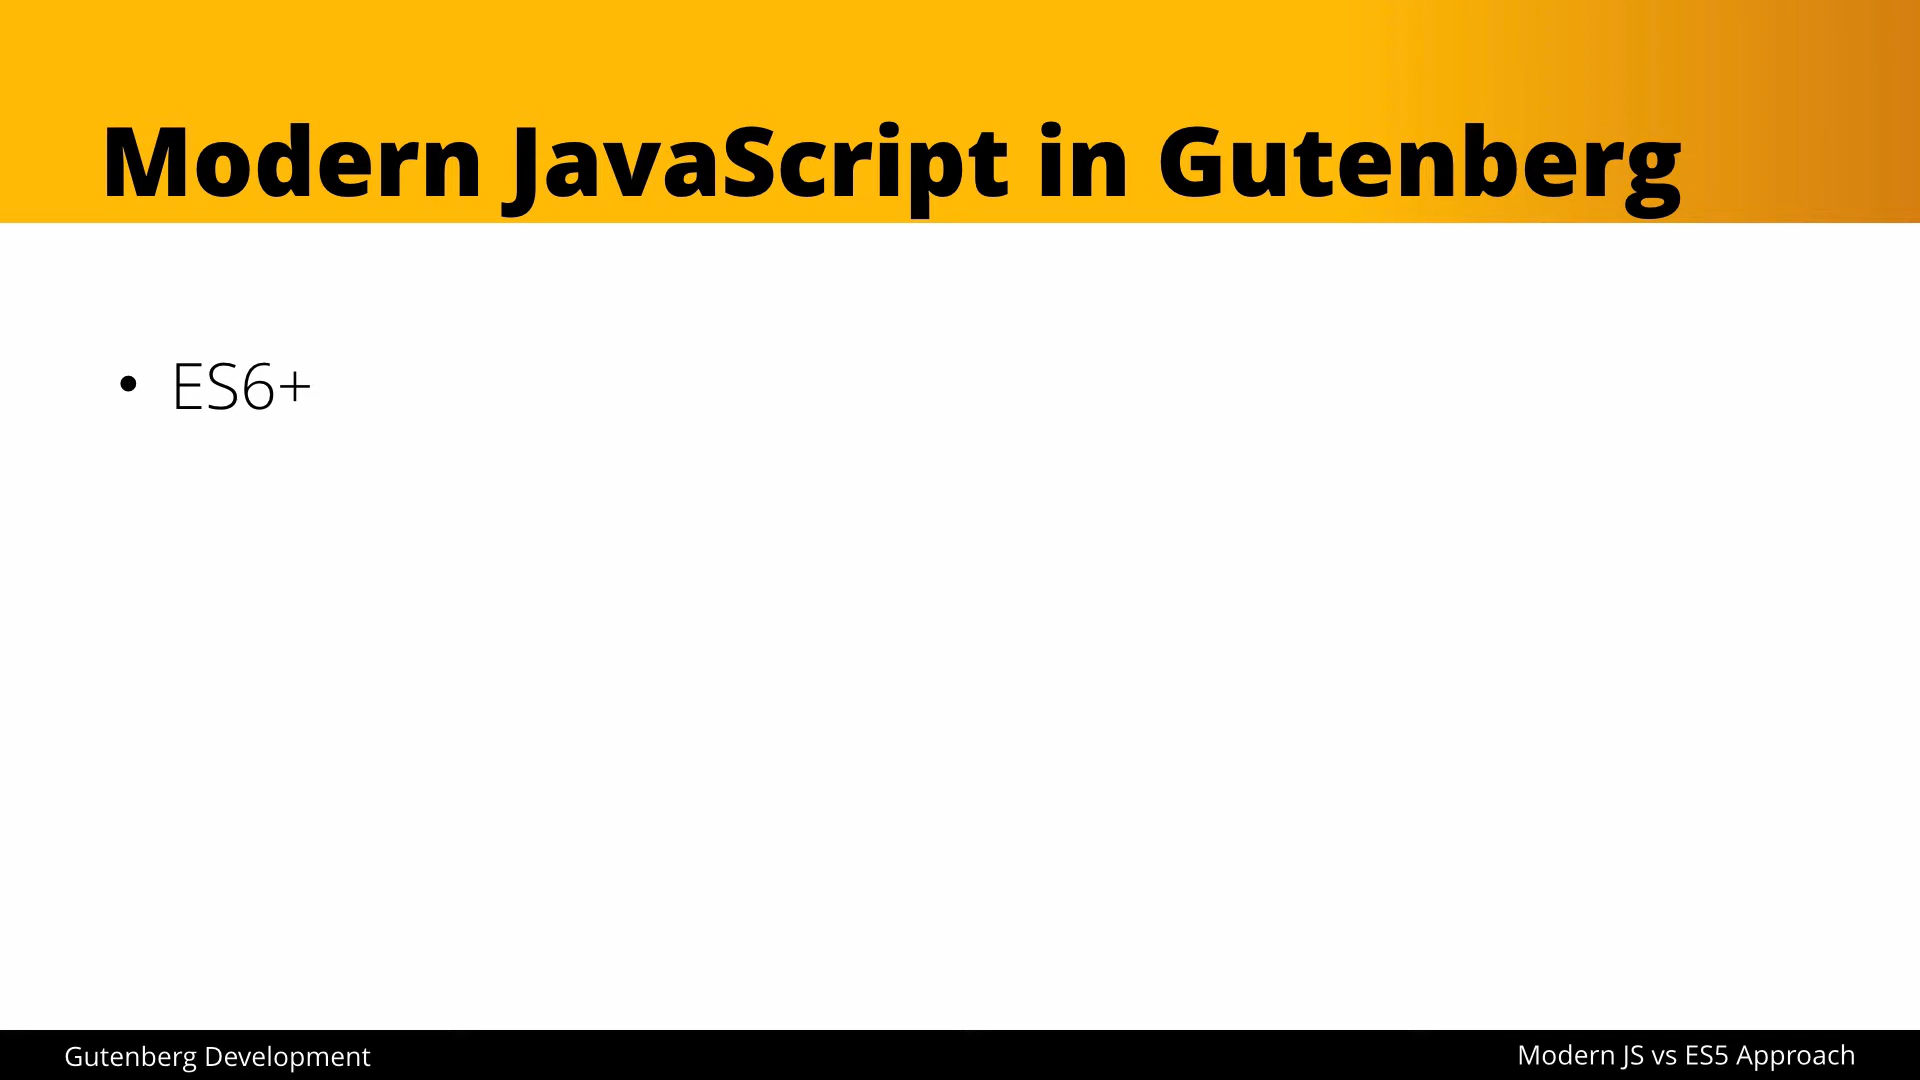 Modern JavaScript in Gutenberg
• ES6+
Gutenberg Development
Modern JS vs ES5 Approach